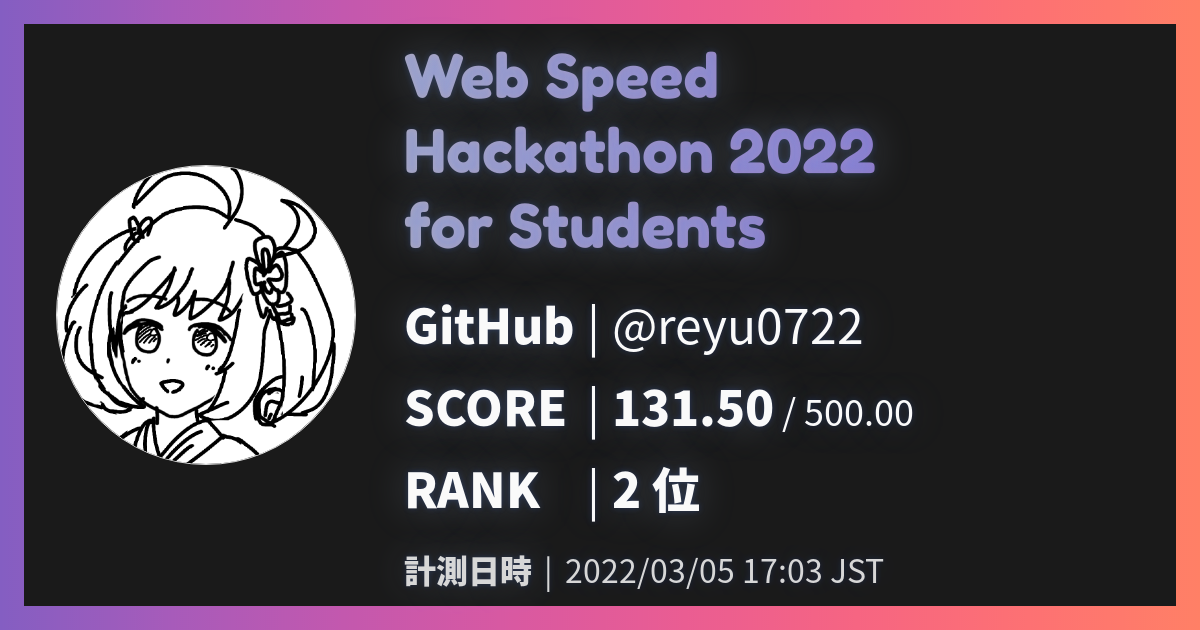 Web Speed
Hackathon 2022
for Students
GitHub | @reyu0722
SCORE | 131.50 / 500.00
RANK | 2 位
計測日時 | 2022/03/05 17:03 JST